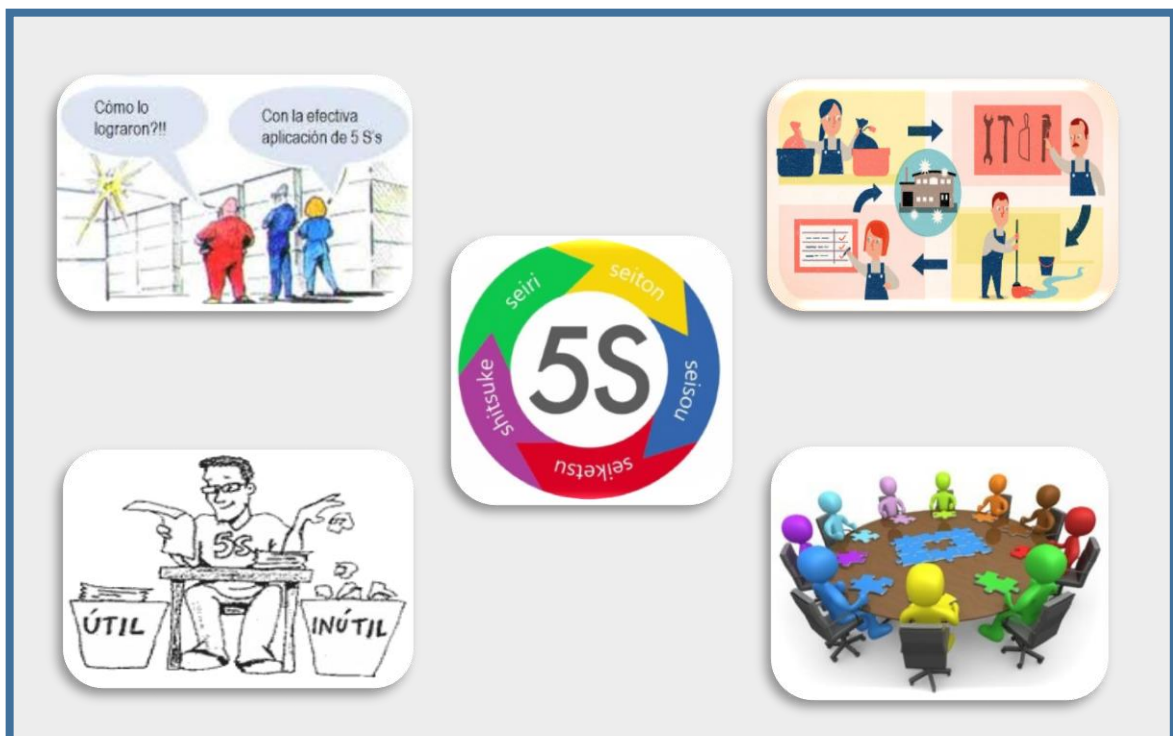 Cómo lo
lograron?!!
Con la efectiva
aplicación de 5 S's
seiri
seiton
seisou
seiketsu
shitsuke
5S
5S
ÚTIL
INÚTIL